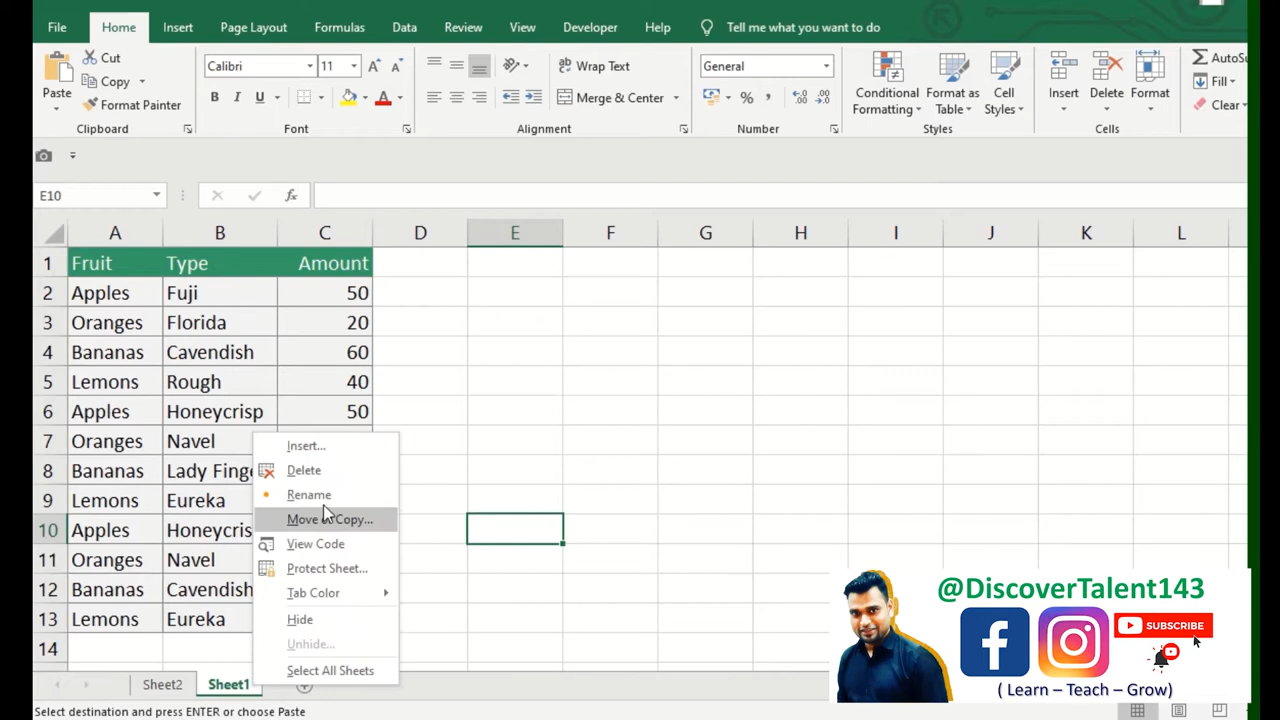 File Home Insert Page Layout Formulas Data Review View Developer Help Tell me what you want to do
Cut
Copy
Format Painter
Paste
Clipboard
Calibri 11
B I U
Font
Wrap Text
Merge & Center
Alignment
General
%
Number
Conditional Formatting
Format as Table
Cell Styles
Styles
Insert Delete Format
Cells
AutoSu
Fill
Clear
E10
fx
A B C D E F G H I J K L
1 Fruit Type Amount
2 Apples Fuji 50
3 Oranges Florida 20
4 Bananas Cavendish 60
5 Lemons Rough 40
6 Apples Honeycrisp 50
7 Oranges Navel
8 Bananas Lady Finge
9 Lemons Eureka
10 Apples Honeycris
11 Oranges Navel
12 Bananas Cavendish
13 Lemons Eureka
14
Insert...
Delete
Rename
Move or Copy...
View Code
Protect Sheet...
Tab Color
Hide
Unhide...
Select All Sheets
Sheet2 Sheet1
Select destination and press ENTER or choose Paste
@DiscoverTalent143
SUBSCRIBE
( Learn – Teach – Grow)